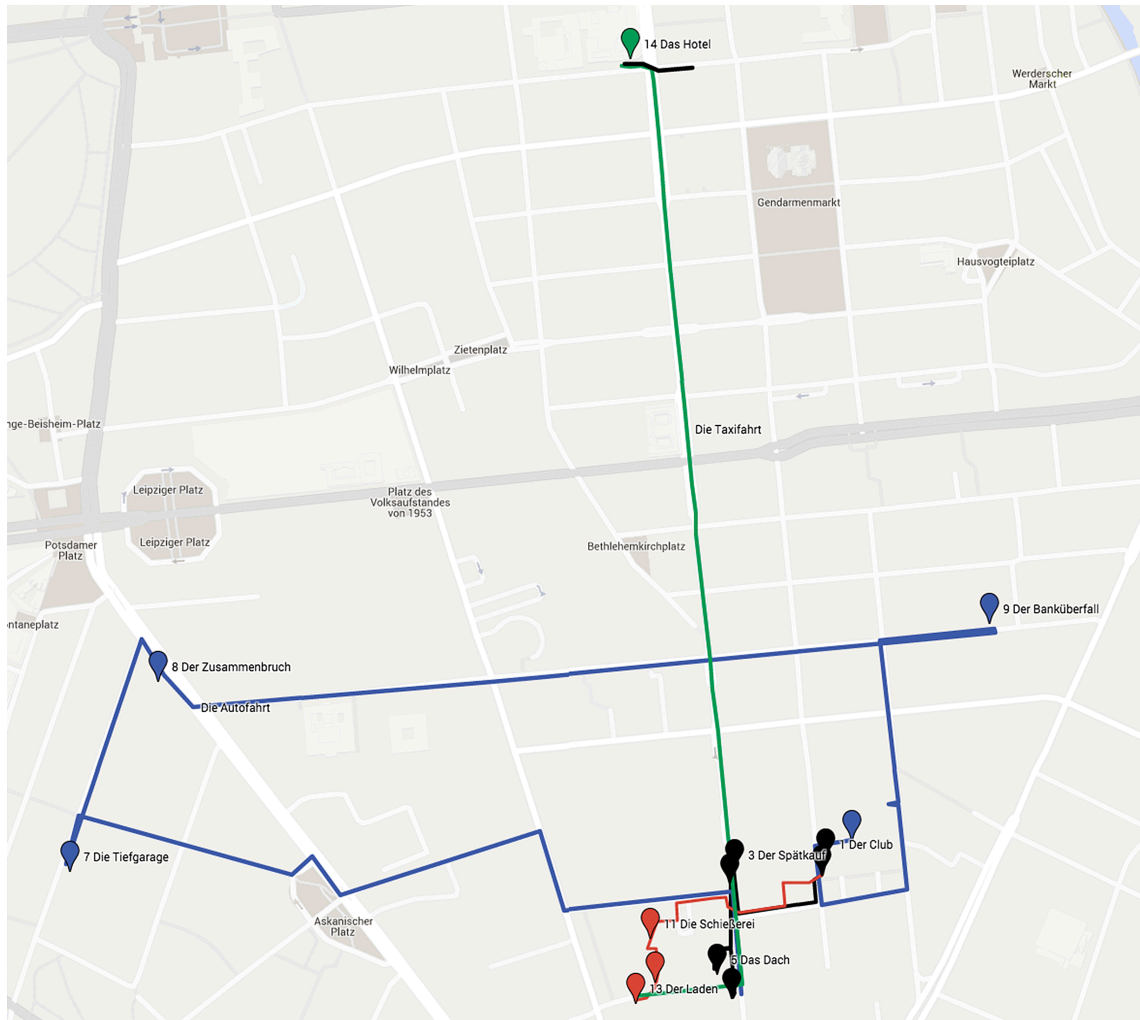 14 Das Hotel
Werderscher
Markt
Gendarmenmarkt
Hausvogteiplatz
Zietenplatz
Wilhelmplatz
nge-Beisheim-Platz
Die Taxifahrt
Leipziger Platz
Platz des
Volksaufstandes
von 1953
Leipziger Platz
Potsdamer
Platz
Bethlehemkirchplatz
9 Der Banküberfall
ontaneplatz
8 Der Zusammenbruch
Die Autofahrt
1 Der Club
3 Der Spätkauf
7 Die Tiefgarage
Askanischer
Platz
11 Die Schießerei
5 Das Dach
13 Der Laden